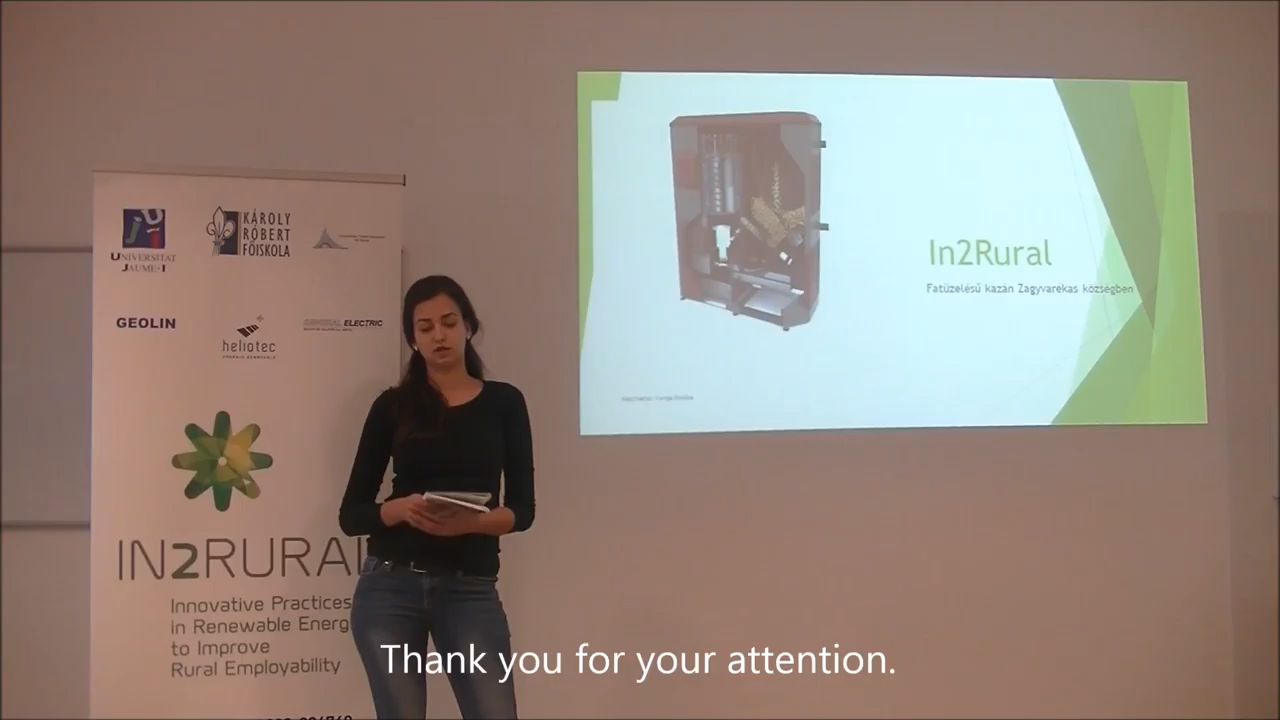 UNIVERSITAT
JAUME·I
KÁROLY
RÓBERT
FŐISKOLA
GEOLIN
heliotec
GENERAL ELECTRIC
IN2RURAL
Innovative Practices
in Renewable Energ
to Improve
Rural Employability
In2Rural
Fatüzelésű kazán Zagyvarékas községben
Thank you for your attention.